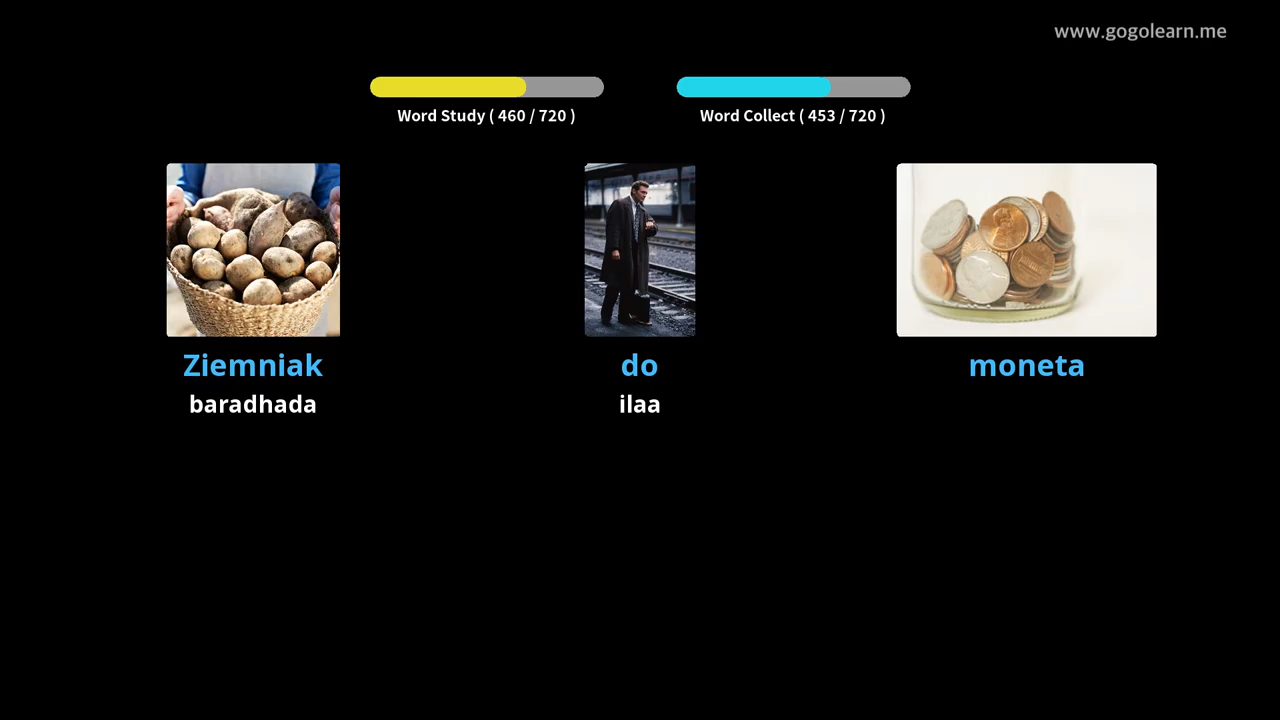 www.gogolearn.me
Word Study ( 460 / 720 )
Word Collect ( 453 / 720 )
Ziemniak
do
moneta
baradhada
ilaa